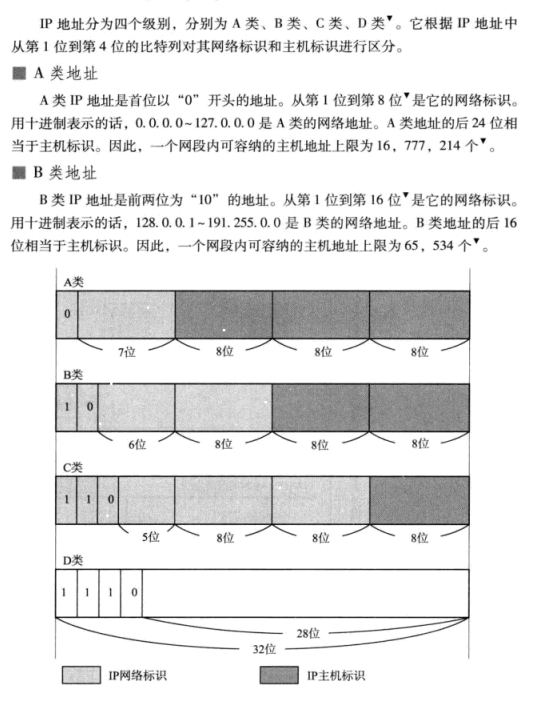 IP 地址分为四个级别，分别为 A 类、B 类、C 类、D 类▼。它根据 IP 地址中
从第 1 位到第 4 位的比特列对其网络标识和主机标识进行区分。
■ A 类地址
A 类 IP 地址是首位以“0”开头的地址。从第 1 位到第 8 位▼是它的网络标识。
用十进制表示的话，0.0.0.0~127.0.0.0 是 A 类的网络地址。A 类地址的后 24 位相
当于主机标识。因此，一个网段内可容纳的主机地址上限为 16，777，214 个▼。
■ B 类地址
B 类 IP 地址是前两位为“10”的地址。从第 1 位到第 16 位▼是它的网络标识。
用十进制表示的话，128.0.0.1~191.255.0.0 是 B 类的网络地址。B 类地址的后 16
位相当于主机标识。因此，一个网段内可容纳的主机地址上限为 65，534 个▼。
A类
0
7位 8位 8位 8位
B类
1 0
6位 8位 8位 8位
C类
1 1 0
5位 8位 8位 8位
D类
1 1 1 0
28位
32位
IP网络标识 IP主机标识